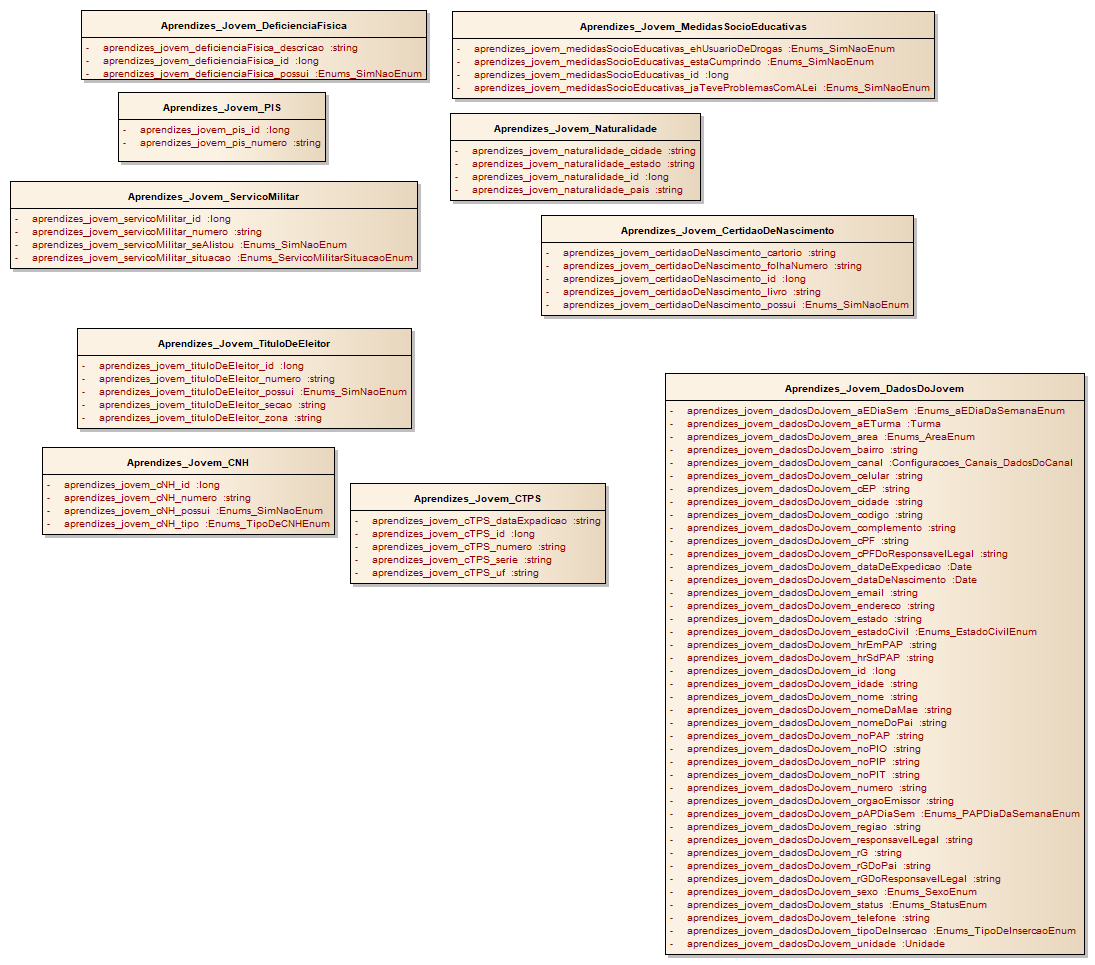 Aprendizes_Jovem_DeficienciaFisica
- aprendizes_jovem_deficienciaFisica_descricao :string
- aprendizes_jovem_deficienciaFisica_id :long
- aprendizes_jovem_deficienciaFisica_possui :Enums_SimNaoEnum
Aprendizes_Jovem_MedidasSocioEducativas
- aprendizes_jovem_medidasSocioEducativas_ehUsuarioDeDrogas :Enums_SimNaoEnum
- aprendizes_jovem_medidasSocioEducativas_estaCumprindo :Enums_SimNaoEnum
- aprendizes_jovem_medidasSocioEducativas_id :long
- aprendizes_jovem_medidasSocioEducativas_jaTeveProblemasComALei :Enums_SimNaoEnum
Aprendizes_Jovem_PIS
- aprendizes_jovem_pis_id :long
- aprendizes_jovem_pis_numero :string
Aprendizes_Jovem_Naturalidade
- aprendizes_jovem_naturalidade_cidade :string
- aprendizes_jovem_naturalidade_estado :string
- aprendizes_jovem_naturalidade_id :long
- aprendizes_jovem_naturalidade_pais :string
Aprendizes_Jovem_ServicoMilitar
- aprendizes_jovem_servicoMilitar_id :long
- aprendizes_jovem_servicoMilitar_numero :string
- aprendizes_jovem_servicoMilitar_seAlistou :Enums_SimNaoEnum
- aprendizes_jovem_servicoMilitar_situacao :Enums_ServicoMilitarSituacaoEnum
Aprendizes_Jovem_CertidaoDeNascimento
- aprendizes_jovem_certidaoDeNascimento_cartorio :string
- aprendizes_jovem_certidaoDeNascimento_folhaNumero :string
- aprendizes_jovem_certidaoDeNascimento_id :long
- aprendizes_jovem_certidaoDeNascimento_livro :string
- aprendizes_jovem_certidaoDeNascimento_possui :Enums_SimNaoEnum
Aprendizes_Jovem_TituloDeEleitor
- aprendizes_jovem_tituloDeEleitor_id :long
- aprendizes_jovem_tituloDeEleitor_numero :string
- aprendizes_jovem_tituloDeEleitor_possui :Enums_SimNaoEnum
- aprendizes_jovem_tituloDeEleitor_secao :string
- aprendizes_jovem_tituloDeEleitor_zona :string
Aprendizes_Jovem_CNH
- aprendizes_jovem_cNH_id :long
- aprendizes_jovem_cNH_numero :string
- aprendizes_jovem_cNH_possui :Enums_SimNaoEnum
- aprendizes_jovem_cNH_tipo :Enums_TipoDeCNHEnum
Aprendizes_Jovem_CTPS
- aprendizes_jovem_cTPS_dataExpadicao :string
- aprendizes_jovem_cTPS_id :long
- aprendizes_jovem_cTPS_numero :string
- aprendizes_jovem_cTPS_serie :string
- aprendizes_jovem_cTPS_uf :string
Aprendizes_Jovem_DadosDoJovem
- aprendizes_jovem_dadosDoJovem_aEDiaSem :Enums_aEDiaDaSemanaEnum
- aprendizes_jovem_dadosDoJovem_aETurma :Turma
- aprendizes_jovem_dadosDoJovem_area :Enums_AreaEnum
- aprendizes_jovem_dadosDoJovem_bairro :string
- aprendizes_jovem_dadosDoJovem_canal :Configuracoes_Canais_DadosDoCanal
- aprendizes_jovem_dadosDoJovem_celular :string
- aprendizes_jovem_dadosDoJovem_cEP :string
- aprendizes_jovem_dadosDoJovem_cidade :string
- aprendizes_jovem_dadosDoJovem_codigo :string
- aprendizes_jovem_dadosDoJovem_complemento :string
- aprendizes_jovem_dadosDoJovem_cPF :string
- aprendizes_jovem_dadosDoJovem_cPFDoResponsavelLegal :string
- aprendizes_jovem_dadosDoJovem_dataDeExpedicao :Date
- aprendizes_jovem_dadosDoJovem_dataDeNascimento :Date
- aprendizes_jovem_dadosDoJovem_email :string
- aprendizes_jovem_dadosDoJovem_endereco :string
- aprendizes_jovem_dadosDoJovem_estado :string
- aprendizes_jovem_dadosDoJovem_estadoCivil :Enums_EstadoCivilEnum
- aprendizes_jovem_dadosDoJovem_hrEmPAP :string
- aprendizes_jovem_dadosDoJovem_hrSdPAP :string
- aprendizes_jovem_dadosDoJovem_id :long
- aprendizes_jovem_dadosDoJovem_idade :string
- aprendizes_jovem_dadosDoJovem_nome :string
- aprendizes_jovem_dadosDoJovem_nomeDaMae :string
- aprendizes_jovem_dadosDoJovem_nomeDoPai :string
- aprendizes_jovem_dadosDoJovem_noPAP :string
- aprendizes_jovem_dadosDoJovem_noPIO :string
- aprendizes_jovem_dadosDoJovem_noPIP :string
- aprendizes_jovem_dadosDoJovem_noPIT :string
- aprendizes_jovem_dadosDoJovem_numero :string
- aprendizes_jovem_dadosDoJovem_orgaoEmissor :string
- aprendizes_jovem_dadosDoJovem_pAPDiaSem :Enums_PAPDiaDaSemanaEnum
- aprendizes_jovem_dadosDoJovem_regiao :string
- aprendizes_jovem_dadosDoJovem_responsavelLegal :string
- aprendizes_jovem_dadosDoJovem_rG :string
- aprendizes_jovem_dadosDoJovem_rGDoPai :string
- aprendizes_jovem_dadosDoJovem_rGDoResponsavelLegal :string
- aprendizes_jovem_dadosDoJovem_sexo :Enums_SexoEnum
- aprendizes_jovem_dadosDoJovem_status :Enums_StatusEnum
- aprendizes_jovem_dadosDoJovem_telefone :string
- aprendizes_jovem_dadosDoJovem_tipoDeInsercao :Enums_TipoDeInsercaoEnum
- aprendizes_jovem_dadosDoJovem_unidade :Unidade